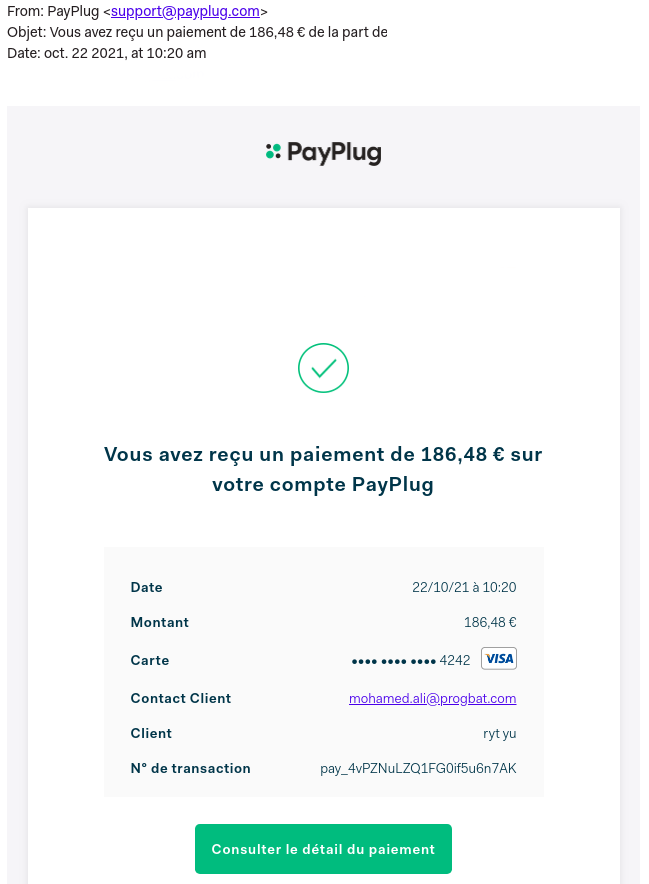 From: PayPlug <support@payplug.com>
Objet: Vous avez reçu un paiement de 186,48 € de la part de
Date: oct. 22 2021, at 10:20 am
PayPlug
Vous avez reçu un paiement de 186,48 € sur
votre compte PayPlug
Date 22/10/21 à 10:20
Montant 186,48 €
Carte •••• •••• •••• 4242 VISA
Contact Client mohamed.ali@progbat.com
Client ryt yu
N° de transaction pay_4vPZNuLZQ1FG0if5u6n7AK
Consulter le détail du paiement